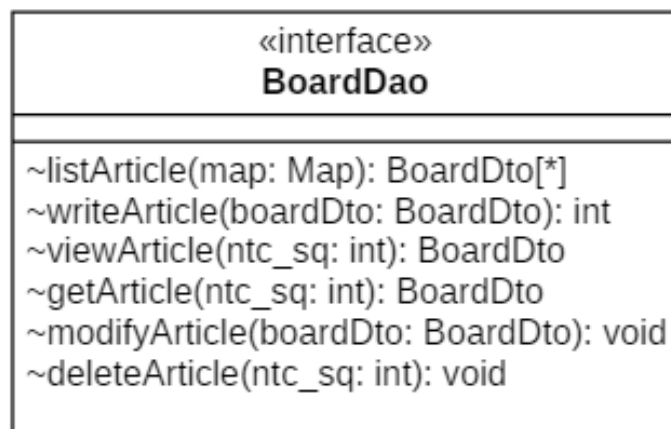 «interface»
BoardDao
~listArticle(map: Map): BoardDto[*]
~writeArticle(boardDto: BoardDto): int
~viewArticle(ntc_sq: int): BoardDto
~getArticle(ntc_sq: int): BoardDto
~modifyArticle(boardDto: BoardDto): void
~deleteArticle(ntc_sq: int): void